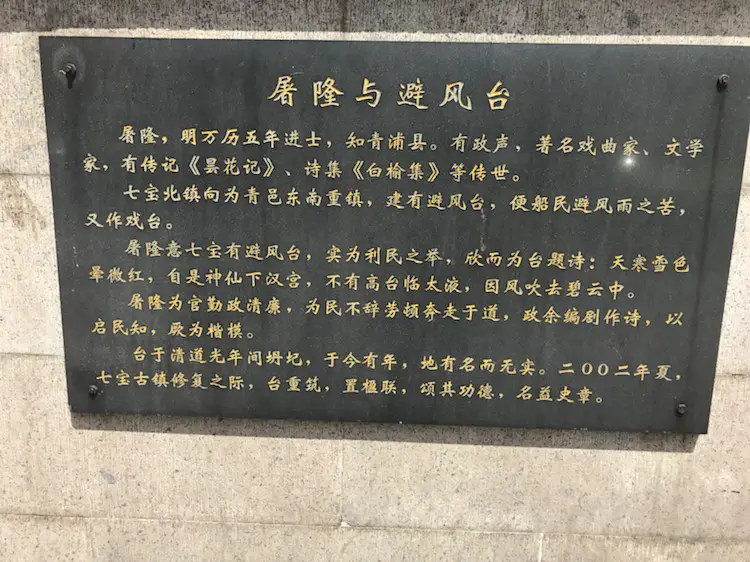 屠隆与避风台
屠隆，明万历五年进士，知青浦县。有政声，著名戏曲家、文学
家，有传记《昙花记》、诗集《白榆集》等传世。
七宝北镇向为青邑东南重镇，建有避风台，便船民避风雨之苦，
又作戏台。
屠隆意七宝有避风台，实为利民之举，欣而为台题诗：天寒雪色
晕微红，自是神仙下汉宫，不有高台临太液，因风吹去碧云中。
屠隆为官勤政清廉，为民不辞劳顿奔走于道，政余编剧作诗，以
启民知，厥为楷模。
台于清道光年间坍圮，于今有年，地有名而无实。二OO二年夏，
七宝古镇修复之际，台重筑，置楹联，颂其功德，名益史章。